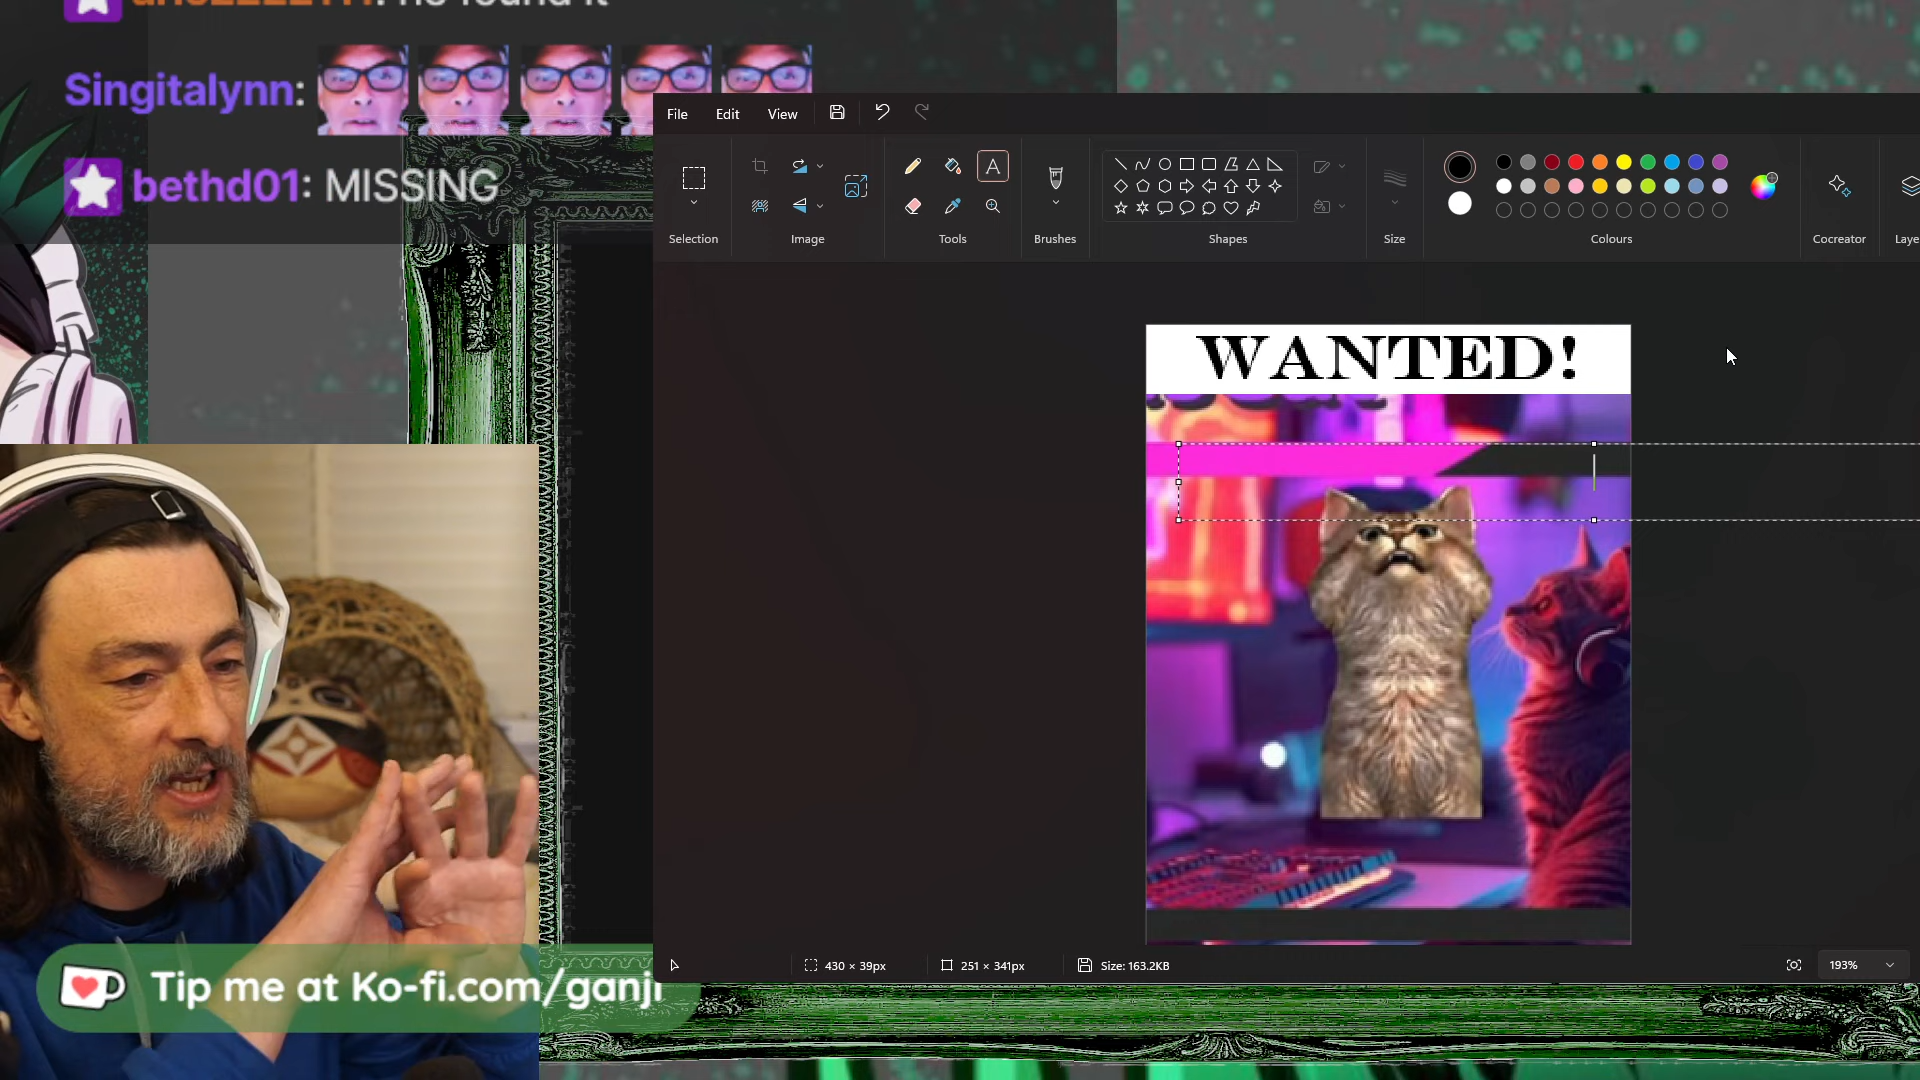 Singitalynn:
bethd01: MISSING
File Edit View
Selection Image Tools Brushes Shapes Size Colours Cocreator Laye
WANTED!
430 × 39px 251 × 341px Size: 163.2KB 193%
Tip me at Ko-fi.com/ganji